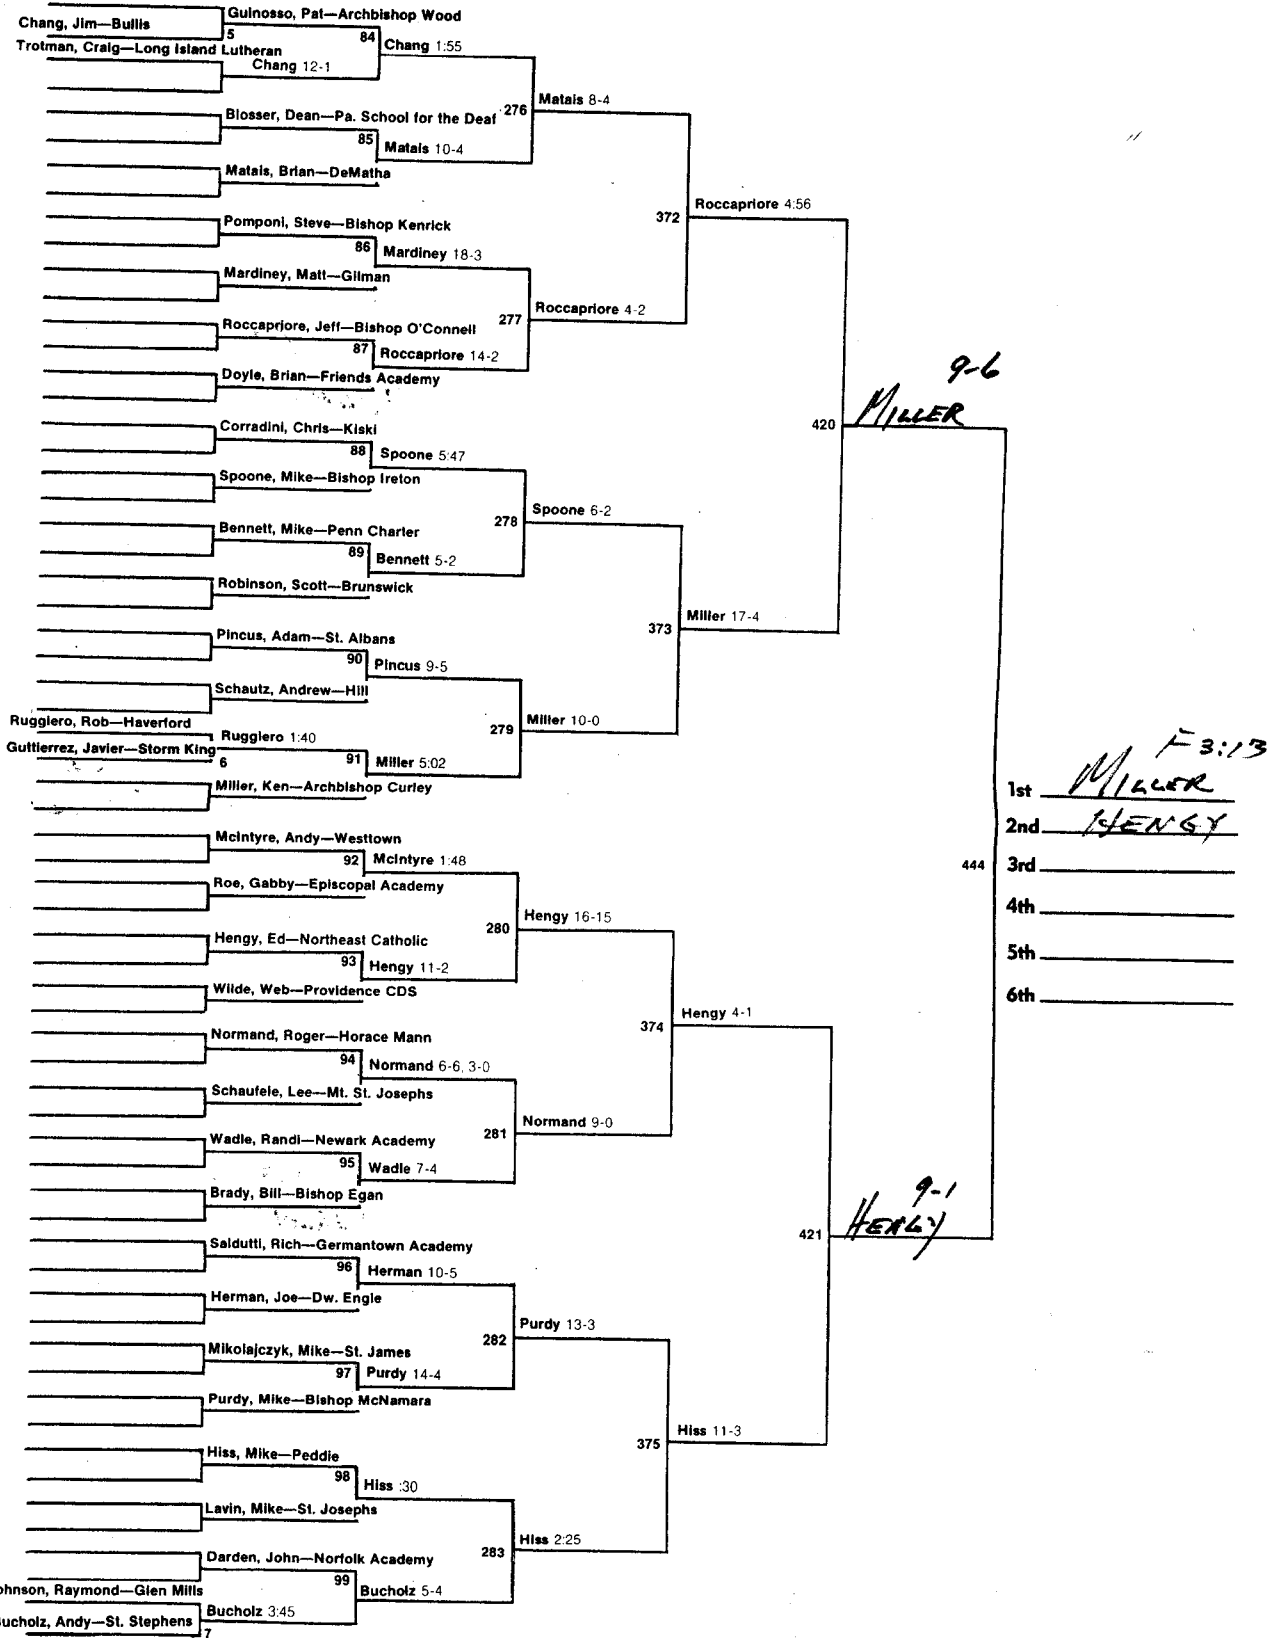 Guinosso, Pat—Archbishop Wood
Chang, Jim—Bullis
5
84
Chang 1:55
Trotman, Craig—Long Island Lutheran
Chang 12-1
276
Matais 8-4
Blosser, Dean—Pa. School for the Deaf
85
Matais 10-4
Matais, Brian—DeMatha
372
Roccapriore 4:56
Pomponi, Steve—Bishop Kenrick
86
Mardiney 18-3
Mardiney, Matt—Gilman
277
Roccapriore 4-2
Roccapriore, Jeff—Bishop O'Connell
87
Roccapriore 14-2
Doyle, Brian—Friends Academy
9-6
420
MILLER
Corradini, Chris—Kiski
88
Spoone 5:47
Spoone, Mike—Bishop Ireton
278
Spoone 6-2
Bennett, Mike—Penn Charter
89
Bennett 5-2
Robinson, Scott—Brunswick
373
Miller 17-4
Pincus, Adam—St. Albans
90
Pincus 9-5
Schautz, Andrew—Hill
279
Miller 10-0
Ruggiero, Rob—Haverford
Ruggiero 1:40
Guttierrez, Javier—Storm King
6
91
Miller 5:02
Miller, Ken—Archbishop Curley
F 3:13
1st MILLER
2nd HENGY
444
3rd
4th
5th
6th
McIntyre, Andy—Westtown
92
McIntyre 1:48
Roe, Gabby—Episcopal Academy
280
Hengy 16-15
Hengy, Ed—Northeast Catholic
93
Hengy 11-2
Wilde, Web—Providence CDS
374
Hengy 4-1
Normand, Roger—Horace Mann
94
Normand 6-6, 3-0
Schaufele, Lee—Mt. St. Josephs
281
Normand 9-0
Wadle, Randi—Newark Academy
95
Wadle 7-4
Brady, Bill—Bishop Egan
9-1
421
HENGY
Saldutti, Rich—Germantown Academy
96
Herman 10-5
Herman, Joe—Dw. Engle
282
Purdy 13-3
Mikolajczyk, Mike—St. James
97
Purdy 14-4
Purdy, Mike—Bishop McNamara
375
Hiss 11-3
Hiss, Mike—Peddie
98
Hiss :30
Lavin, Mike—St. Josephs
283
Hiss 2:25
Darden, John—Norfolk Academy
99
Bucholz 5-4
ohnson, Raymond—Glen Mills
Bucholz 3:45
ucholz, Andy—St. Stephens
7